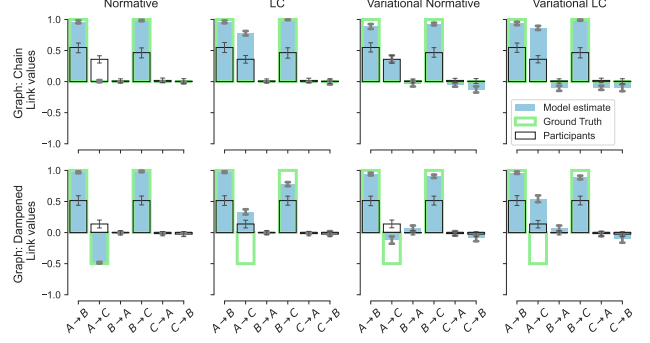 Normative
LC
Variational Normative
Variational LC
Graph: Chain
Link values
1.0
0.5
0.0
−0.5
−1.0
Model estimate
Ground Truth
Participants
Graph: Dampened
Link values
1.0
0.5
0.0
−0.5
−1.0
A→B
A→C
B→A
B→C
C→A
C→B
A→B
A→C
B→A
B→C
C→A
C→B
A→B
A→C
B→A
B→C
C→A
C→B
A→B
A→C
B→A
B→C
C→A
C→B